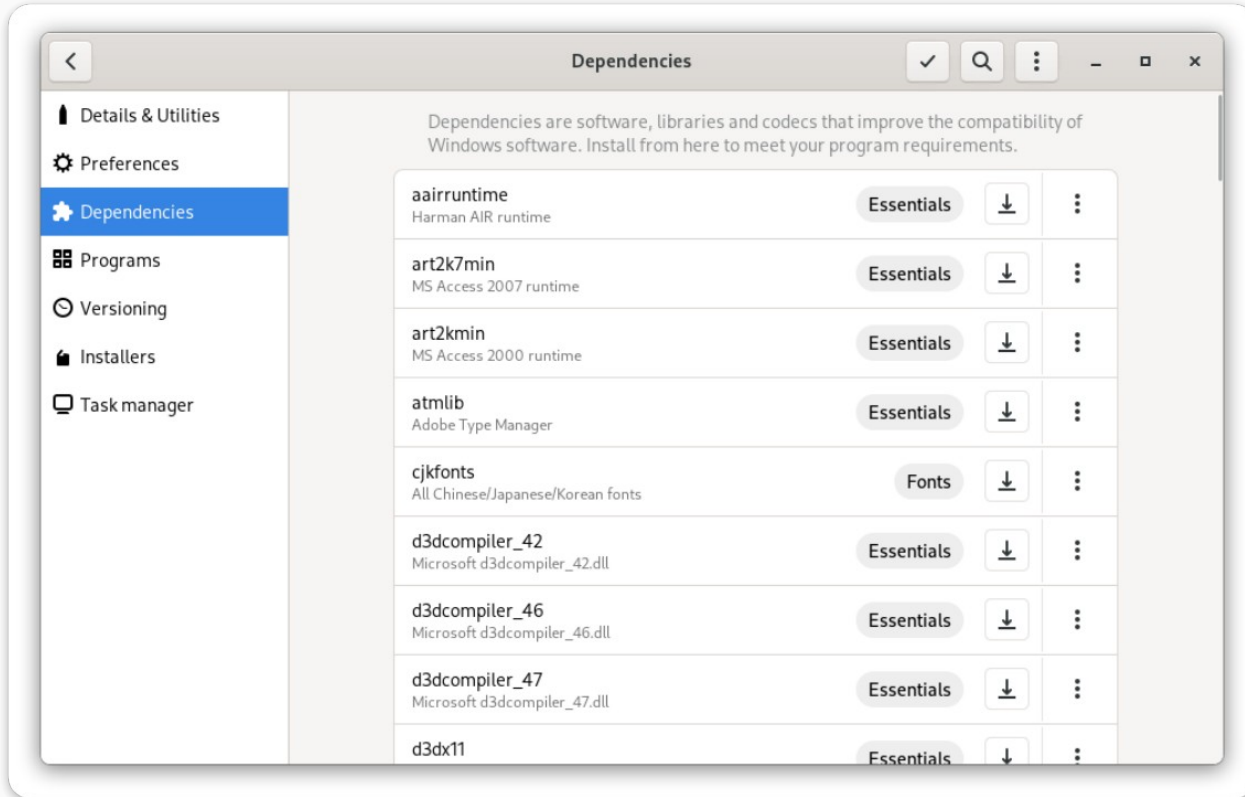 Dependencies
Details & Utilities
Preferences
Dependencies
Programs
Versioning
Installers
Task manager
Dependencies are software, libraries and codecs that improve the compatibility of
Windows software. Install from here to meet your program requirements.
aairruntime
Harman AIR runtime
Essentials
art2k7min
MS Access 2007 runtime
Essentials
art2kmin
MS Access 2000 runtime
Essentials
atmlib
Adobe Type Manager
Essentials
cjkfonts
All Chinese/Japanese/Korean fonts
Fonts
d3dcompiler_42
Microsoft d3dcompiler_42.dll
Essentials
d3dcompiler_46
Microsoft d3dcompiler_46.dll
Essentials
d3dcompiler_47
Microsoft d3dcompiler_47.dll
Essentials
d3dx11
Essentials